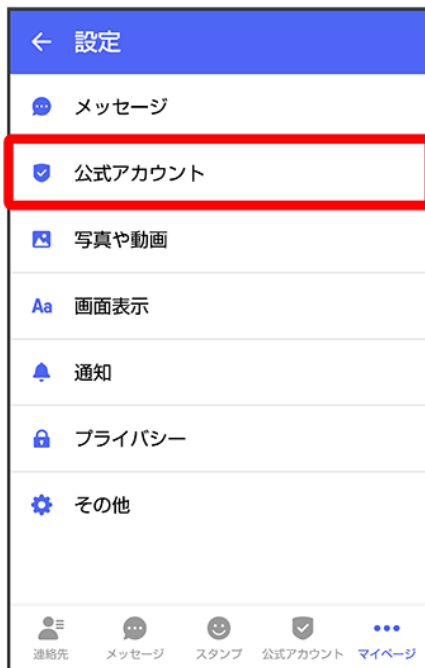 設定
メッセージ
公式アカウント
写真や動画
Aa 画面表示
通知
プライバシー
その他
連絡先 メッセージ スタンプ 公式アカウント マイページ